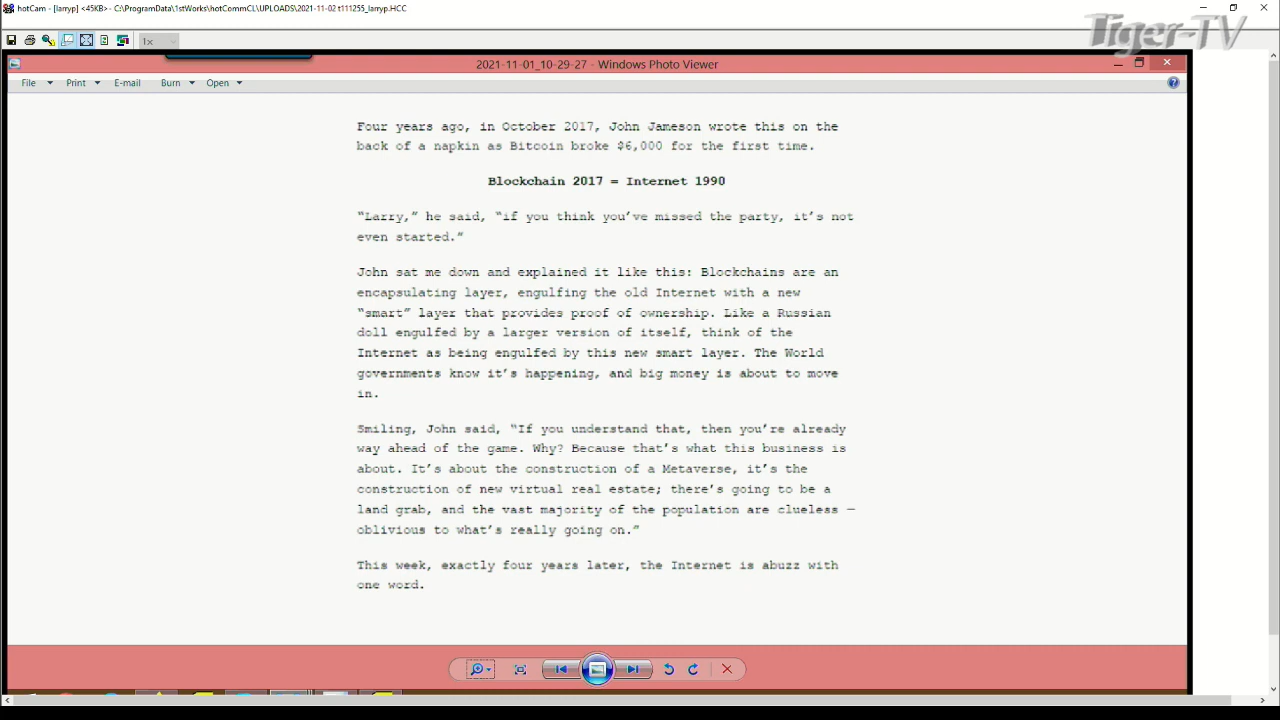 hotCam - [larryp] <45KB> - C:\ProgramData\1stWorks\hotCommCL\UPLOADS\2021-11-02 t111255_larryp.HCC
Tiger-TV
1x
2021-11-01_10-29-27 - Windows Photo Viewer
File Print E-mail Burn Open
Four years ago, in October 2017, John Jameson wrote this on the
back of a napkin as Bitcoin broke $6,000 for the first time.
Blockchain 2017 = Internet 1990
“Larry,” he said, “if you think you’ve missed the party, it’s not
even started.”
John sat me down and explained it like this: Blockchains are an
encapsulating layer, engulfing the old Internet with a new
“smart” layer that provides proof of ownership. Like a Russian
doll engulfed by a larger version of itself, think of the
Internet as being engulfed by this new smart layer. The World
governments know it’s happening, and big money is about to move
in.
Smiling, John said, “If you understand that, then you’re already
way ahead of the game. Why? Because that’s what this business is
about. It’s about the construction of a Metaverse, it’s the
construction of new virtual real estate; there’s going to be a
land grab, and the vast majority of the population are clueless —
oblivious to what’s really going on.”
This week, exactly four years later, the Internet is abuzz with
one word.